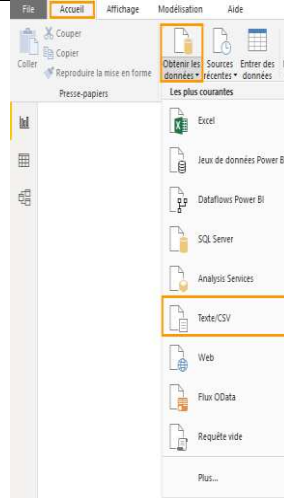 File Accueil Affichage Modélisation Aide
Coller
Couper
Copier
Reproduire la mise en forme
Presse-papiers
Obtenir les données
Sources récentes
Entrer des données
Les plus courantes
Excel
Jeux de données Power B
Dataflows Power BI
SQL Server
Analysis Services
Texte/CSV
Web
Flux OData
Requête vide
Plus...